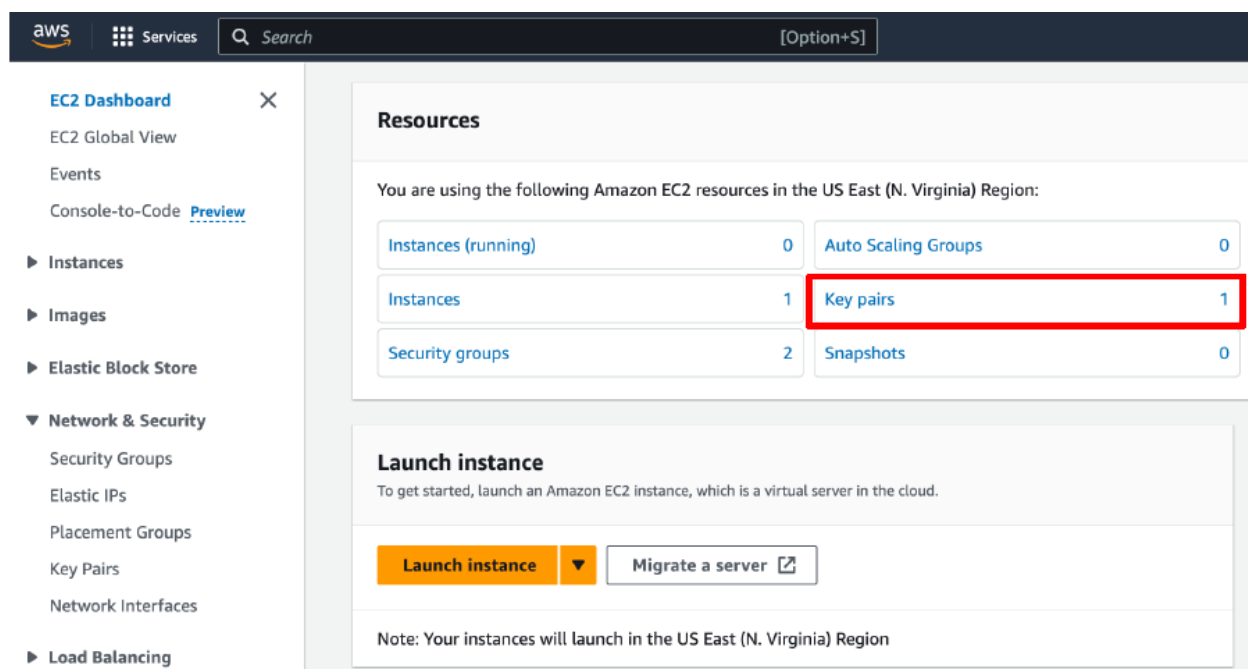 aws
Services
Search
[Option+S]
EC2 Dashboard
EC2 Global View
Events
Console-to-Code Preview
Instances
Images
Elastic Block Store
Network & Security
Security Groups
Elastic IPs
Placement Groups
Key Pairs
Network Interfaces
Load Balancing
Resources
You are using the following Amazon EC2 resources in the US East (N. Virginia) Region:
Instances (running) 0
Auto Scaling Groups 0
Instances 1
Key pairs 1
Security groups 2
Snapshots 0
Launch instance
To get started, launch an Amazon EC2 instance, which is a virtual server in the cloud.
Launch instance
Migrate a server
Note: Your instances will launch in the US East (N. Virginia) Region